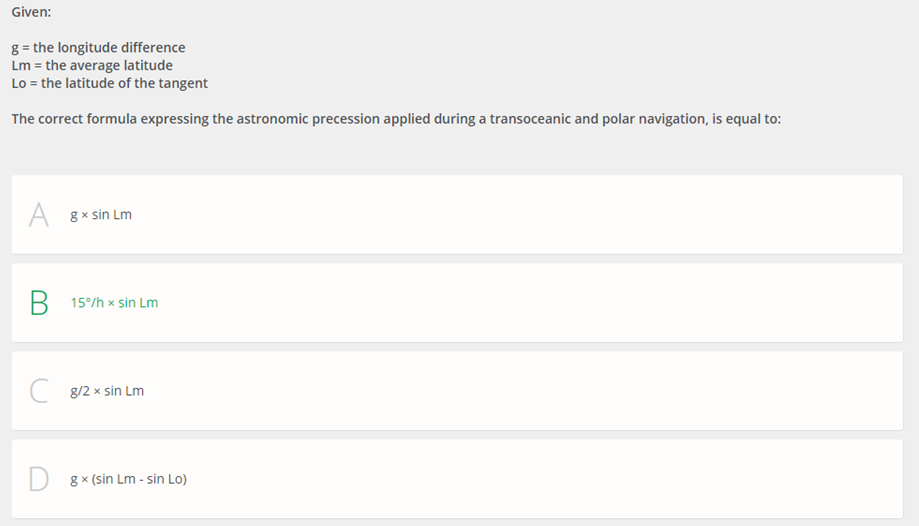 Given:
g = the longitude difference
Lm = the average latitude
Lo = the latitude of the tangent
The correct formula expressing the astronomic precession applied during a transoceanic and polar navigation, is equal to:
A g × sin Lm
B 15°/h × sin Lm
C g/2 × sin Lm
D g × (sin Lm - sin Lo)